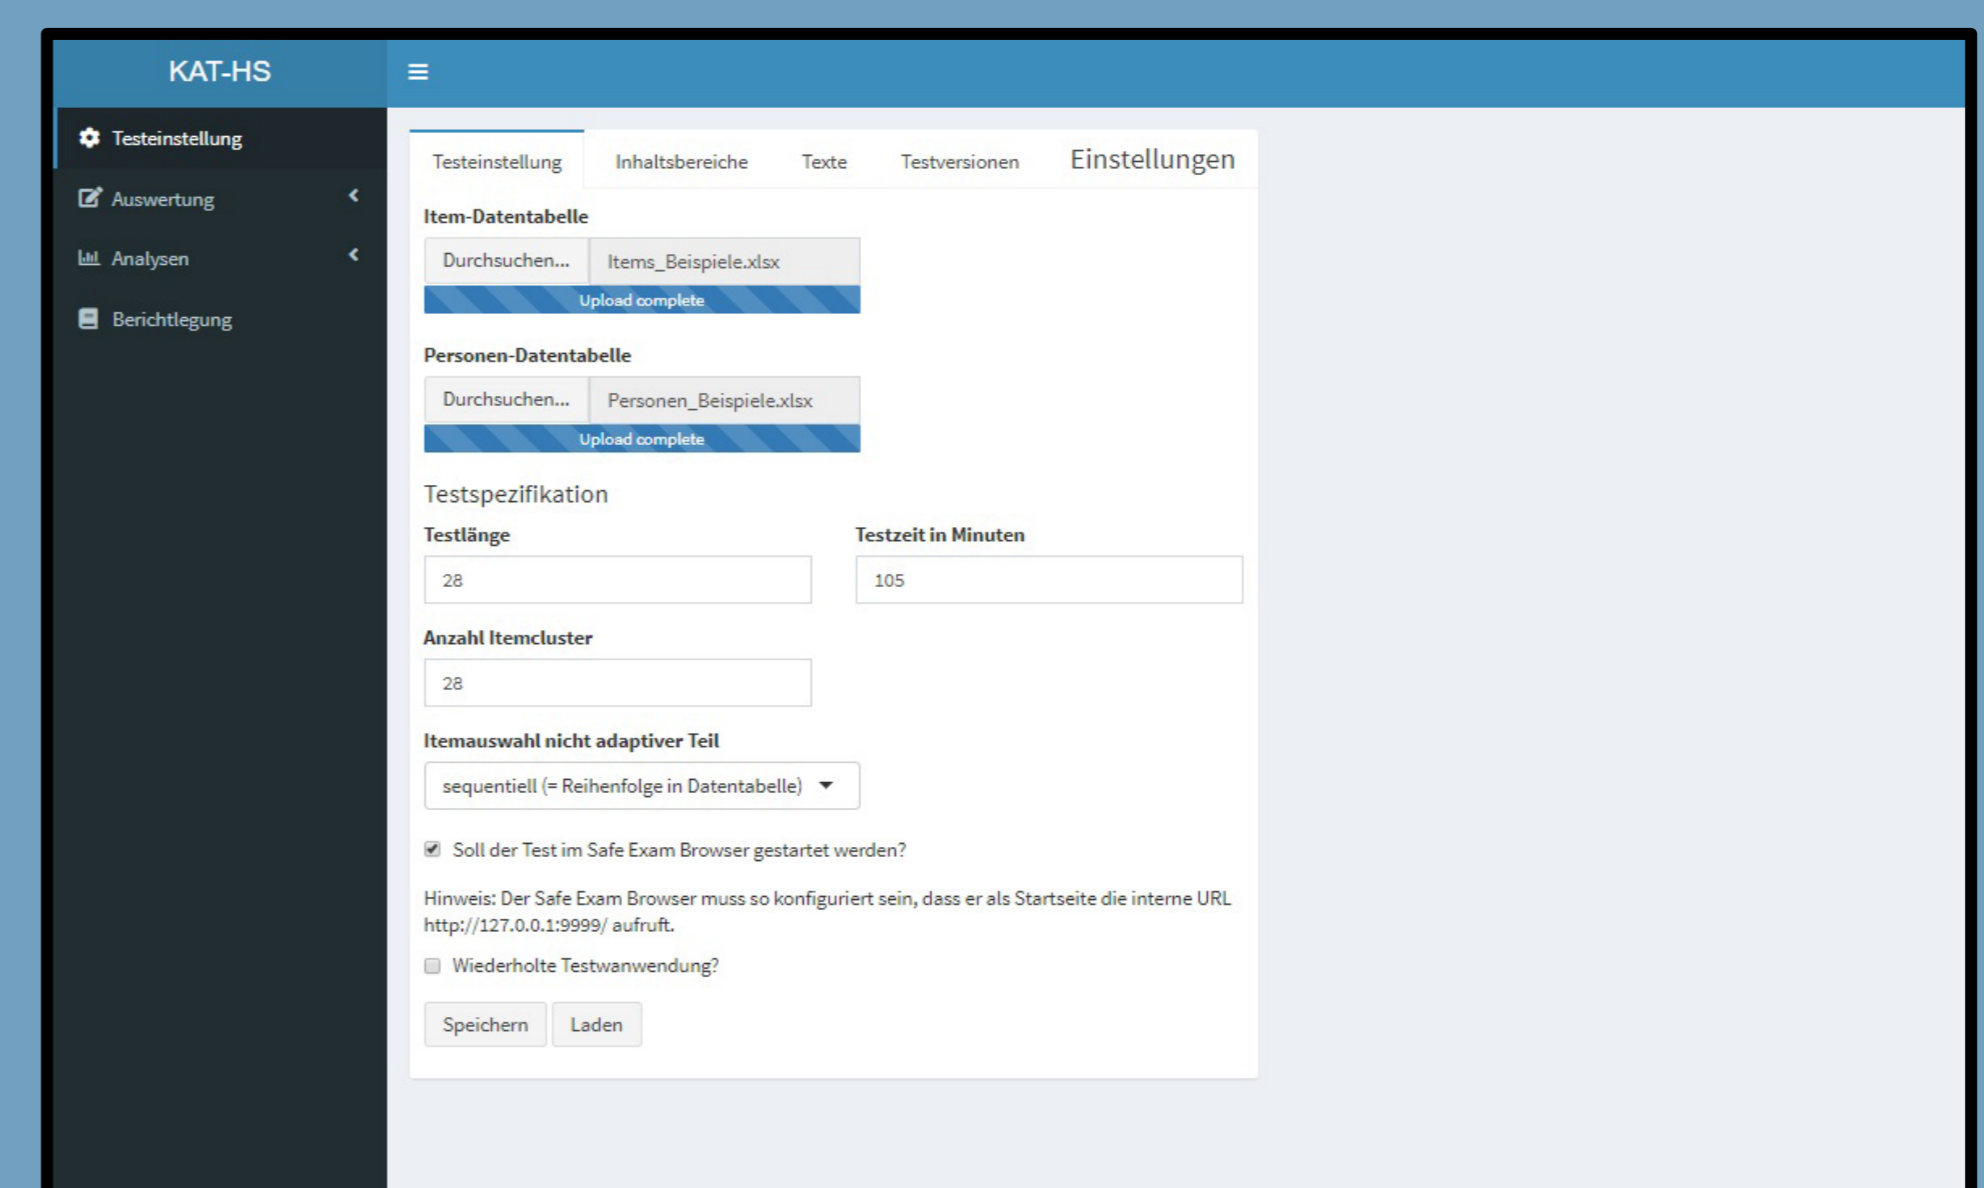 KAT-HS
Testeinstellung
Auswertung
Analysen
Berichtlegung
Testeinstellung Inhaltsbereiche Texte Testversionen Einstellungen
Item-Datentabelle
Durchsuchen... Items_Beispiele.xlsx
Upload complete
Personen-Datentabelle
Durchsuchen... Personen_Beispiele.xlsx
Upload complete
Testspezifikation
Testlänge Testzeit in Minuten
28 105
Anzahl Itemcluster
28
Itemauswahl nicht adaptiver Teil
sequentiell (= Reihenfolge in Datentabelle)
Soll der Test im Safe Exam Browser gestartet werden?
Hinweis: Der Safe Exam Browser muss so konfiguriert sein, dass er als Startseite die interne URL
http://127.0.0.1:9999/ aufruft.
Wiederholte Testwanwendung?
Speichern Laden